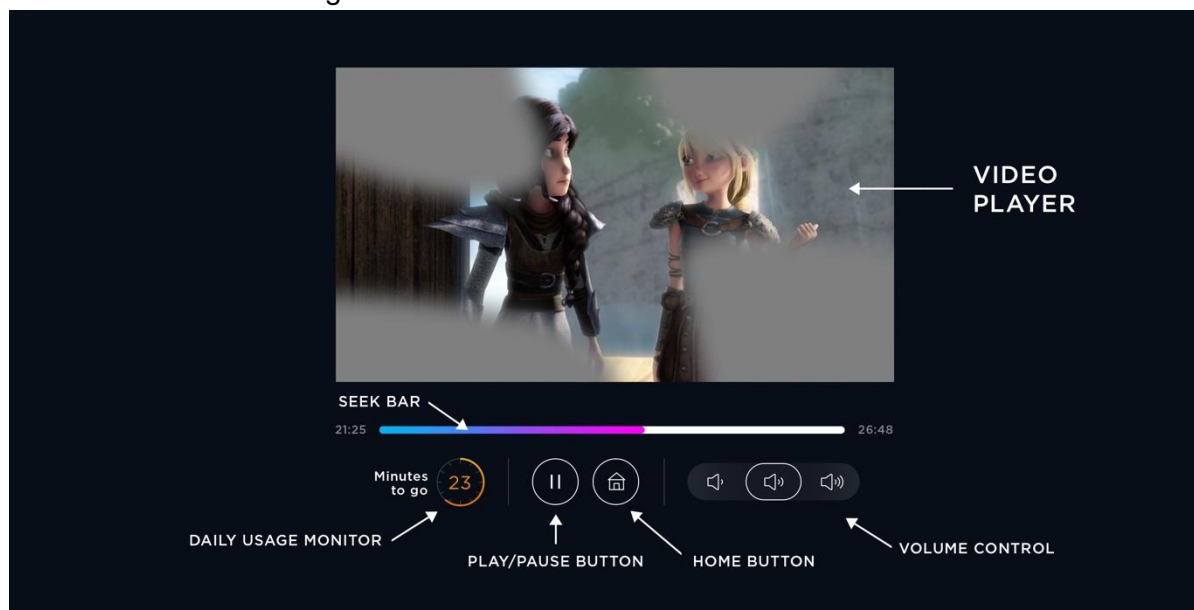 VIDEO
PLAYER
SEEK BAR
21:25
26:48
Minutes
to go
23
DAILY USAGE MONITOR
PLAY/PAUSE BUTTON
HOME BUTTON
VOLUME CONTROL